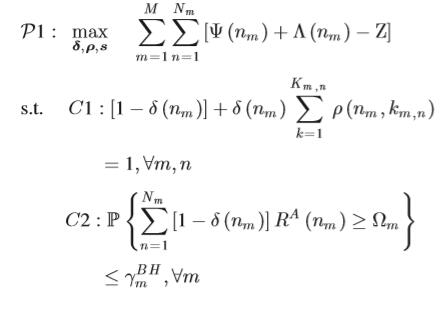 𝒫1 : max_{δ,ρ,s} ∑_{m=1}^{M} ∑_{n=1}^{N_m} [Ψ (n_m) + Λ (n_m) − Z]
s.t. C1 : [1 − δ (n_m)] + δ (n_m) ∑_{k=1}^{K_{m,n}} ρ (n_m, k_{m,n})
= 1, ∀m, n
C2 : ℙ { ∑_{n=1}^{N_m} [1 − δ (n_m)] R^A (n_m) ≥ Ω_m }
≤ γ_m^{BH}, ∀m